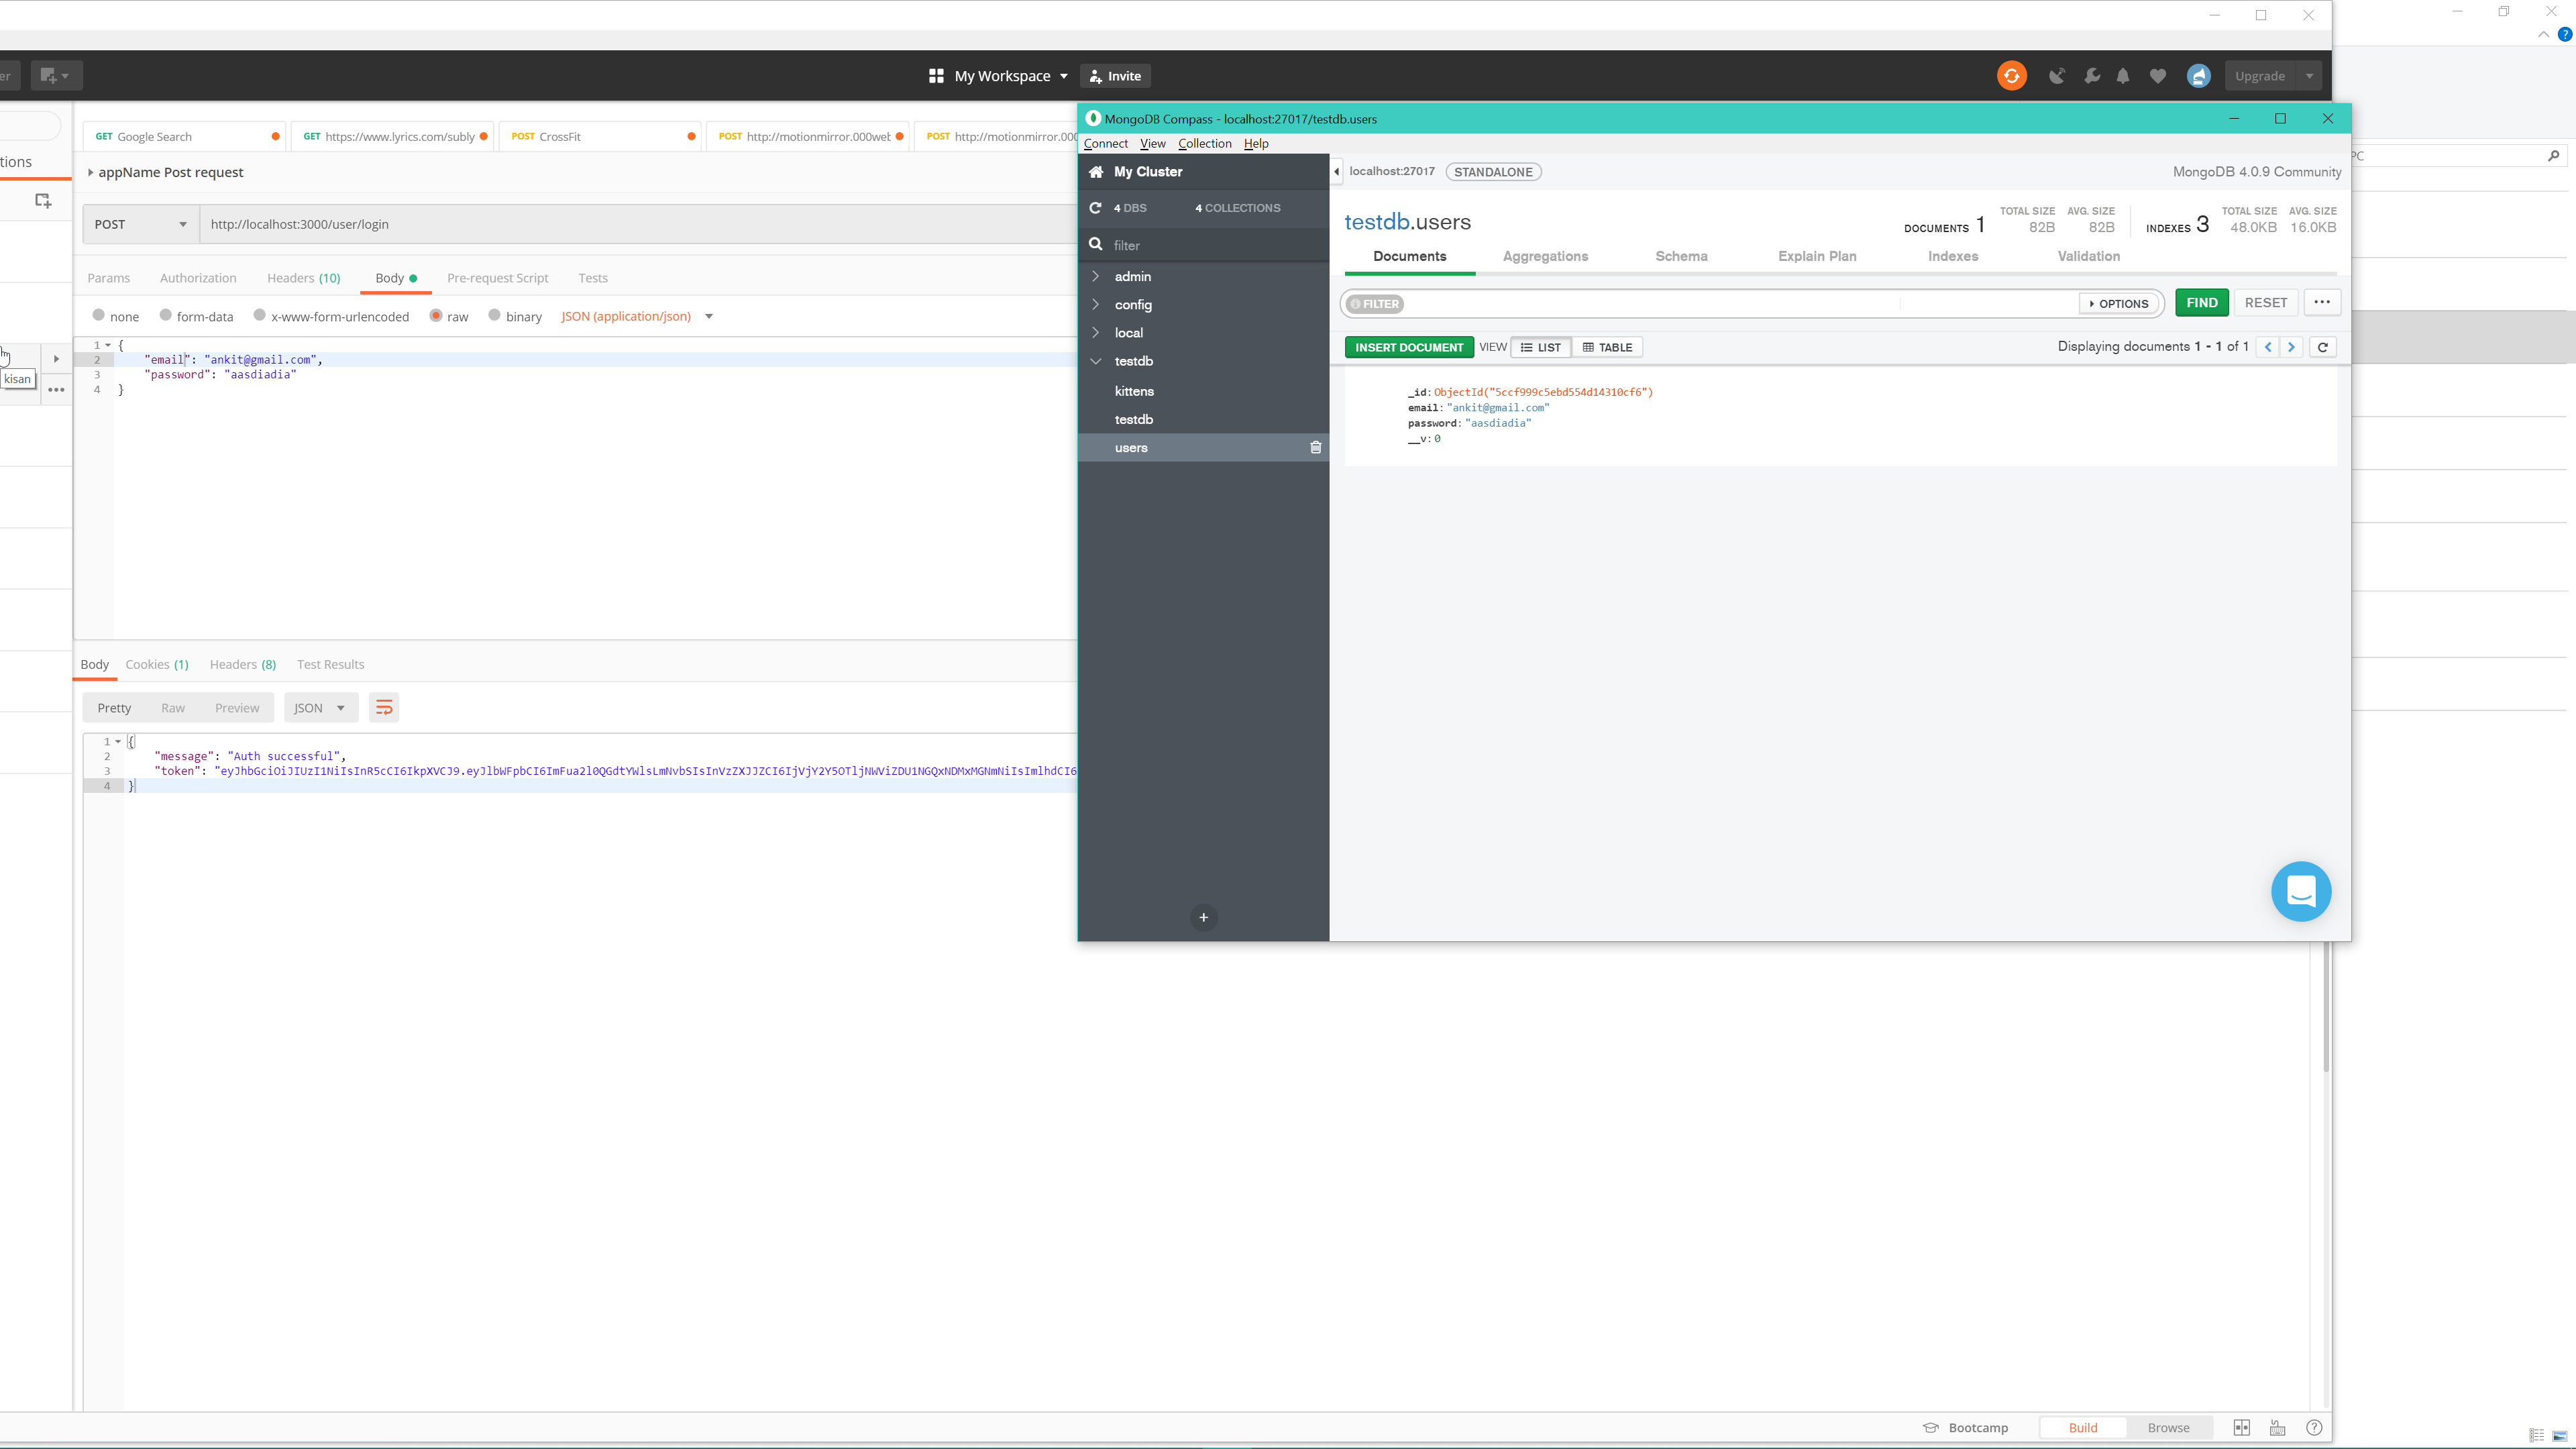 er
My Workspace
Invite
Upgrade
?
tions
GET Google Search
GET https://www.lyrics.com/subly
POST CrossFit
POST http://motionmirror.000wet
POST http://motionmirror.000
appName Post request
POST http://localhost:3000/user/login
Params Authorization Headers (10) Body Pre-request Script Tests
none form-data x-www-form-urlencoded raw binary JSON (application/json)
kisan
1 {
2 "email": "ankit@gmail.com",
3 "password": "aasdiadia"
4 }
Body Cookies (1) Headers (8) Test Results
Pretty Raw Preview JSON
1 {
2 "message": "Auth successful",
3 "token": "eyJhbGciOiJIUzI1NiIsInR5cCI6IkpXVCJ9.eyJlbWFpbCI6ImFua2l0QGdtYWlsLmNvbSIsInVzZXJJZCI6IjVjY2Y5OTljNWViZDU1NGQxNDMxMGNmNiIsImlhdCI6
4 }
MongoDB Compass - localhost:27017/testdb.users
Connect View Collection Help
My Cluster
4 DBS 4 COLLECTIONS
filter
admin
config
local
testdb
kittens
testdb
users
localhost:27017 STANDALONE MongoDB 4.0.9 Community
testdb.users
DOCUMENTS 1 TOTAL SIZE 82B AVG. SIZE 82B INDEXES 3 TOTAL SIZE 48.0KB AVG. SIZE 16.0KB
Documents Aggregations Schema Explain Plan Indexes Validation
FILTER OPTIONS FIND RESET
INSERT DOCUMENT VIEW LIST TABLE Displaying documents 1 - 1 of 1
_id: ObjectId("5ccf999c5ebd554d14310cf6")
email: "ankit@gmail.com"
password: "aasdiadia"
__v: 0
PC
Bootcamp Build Browse ?